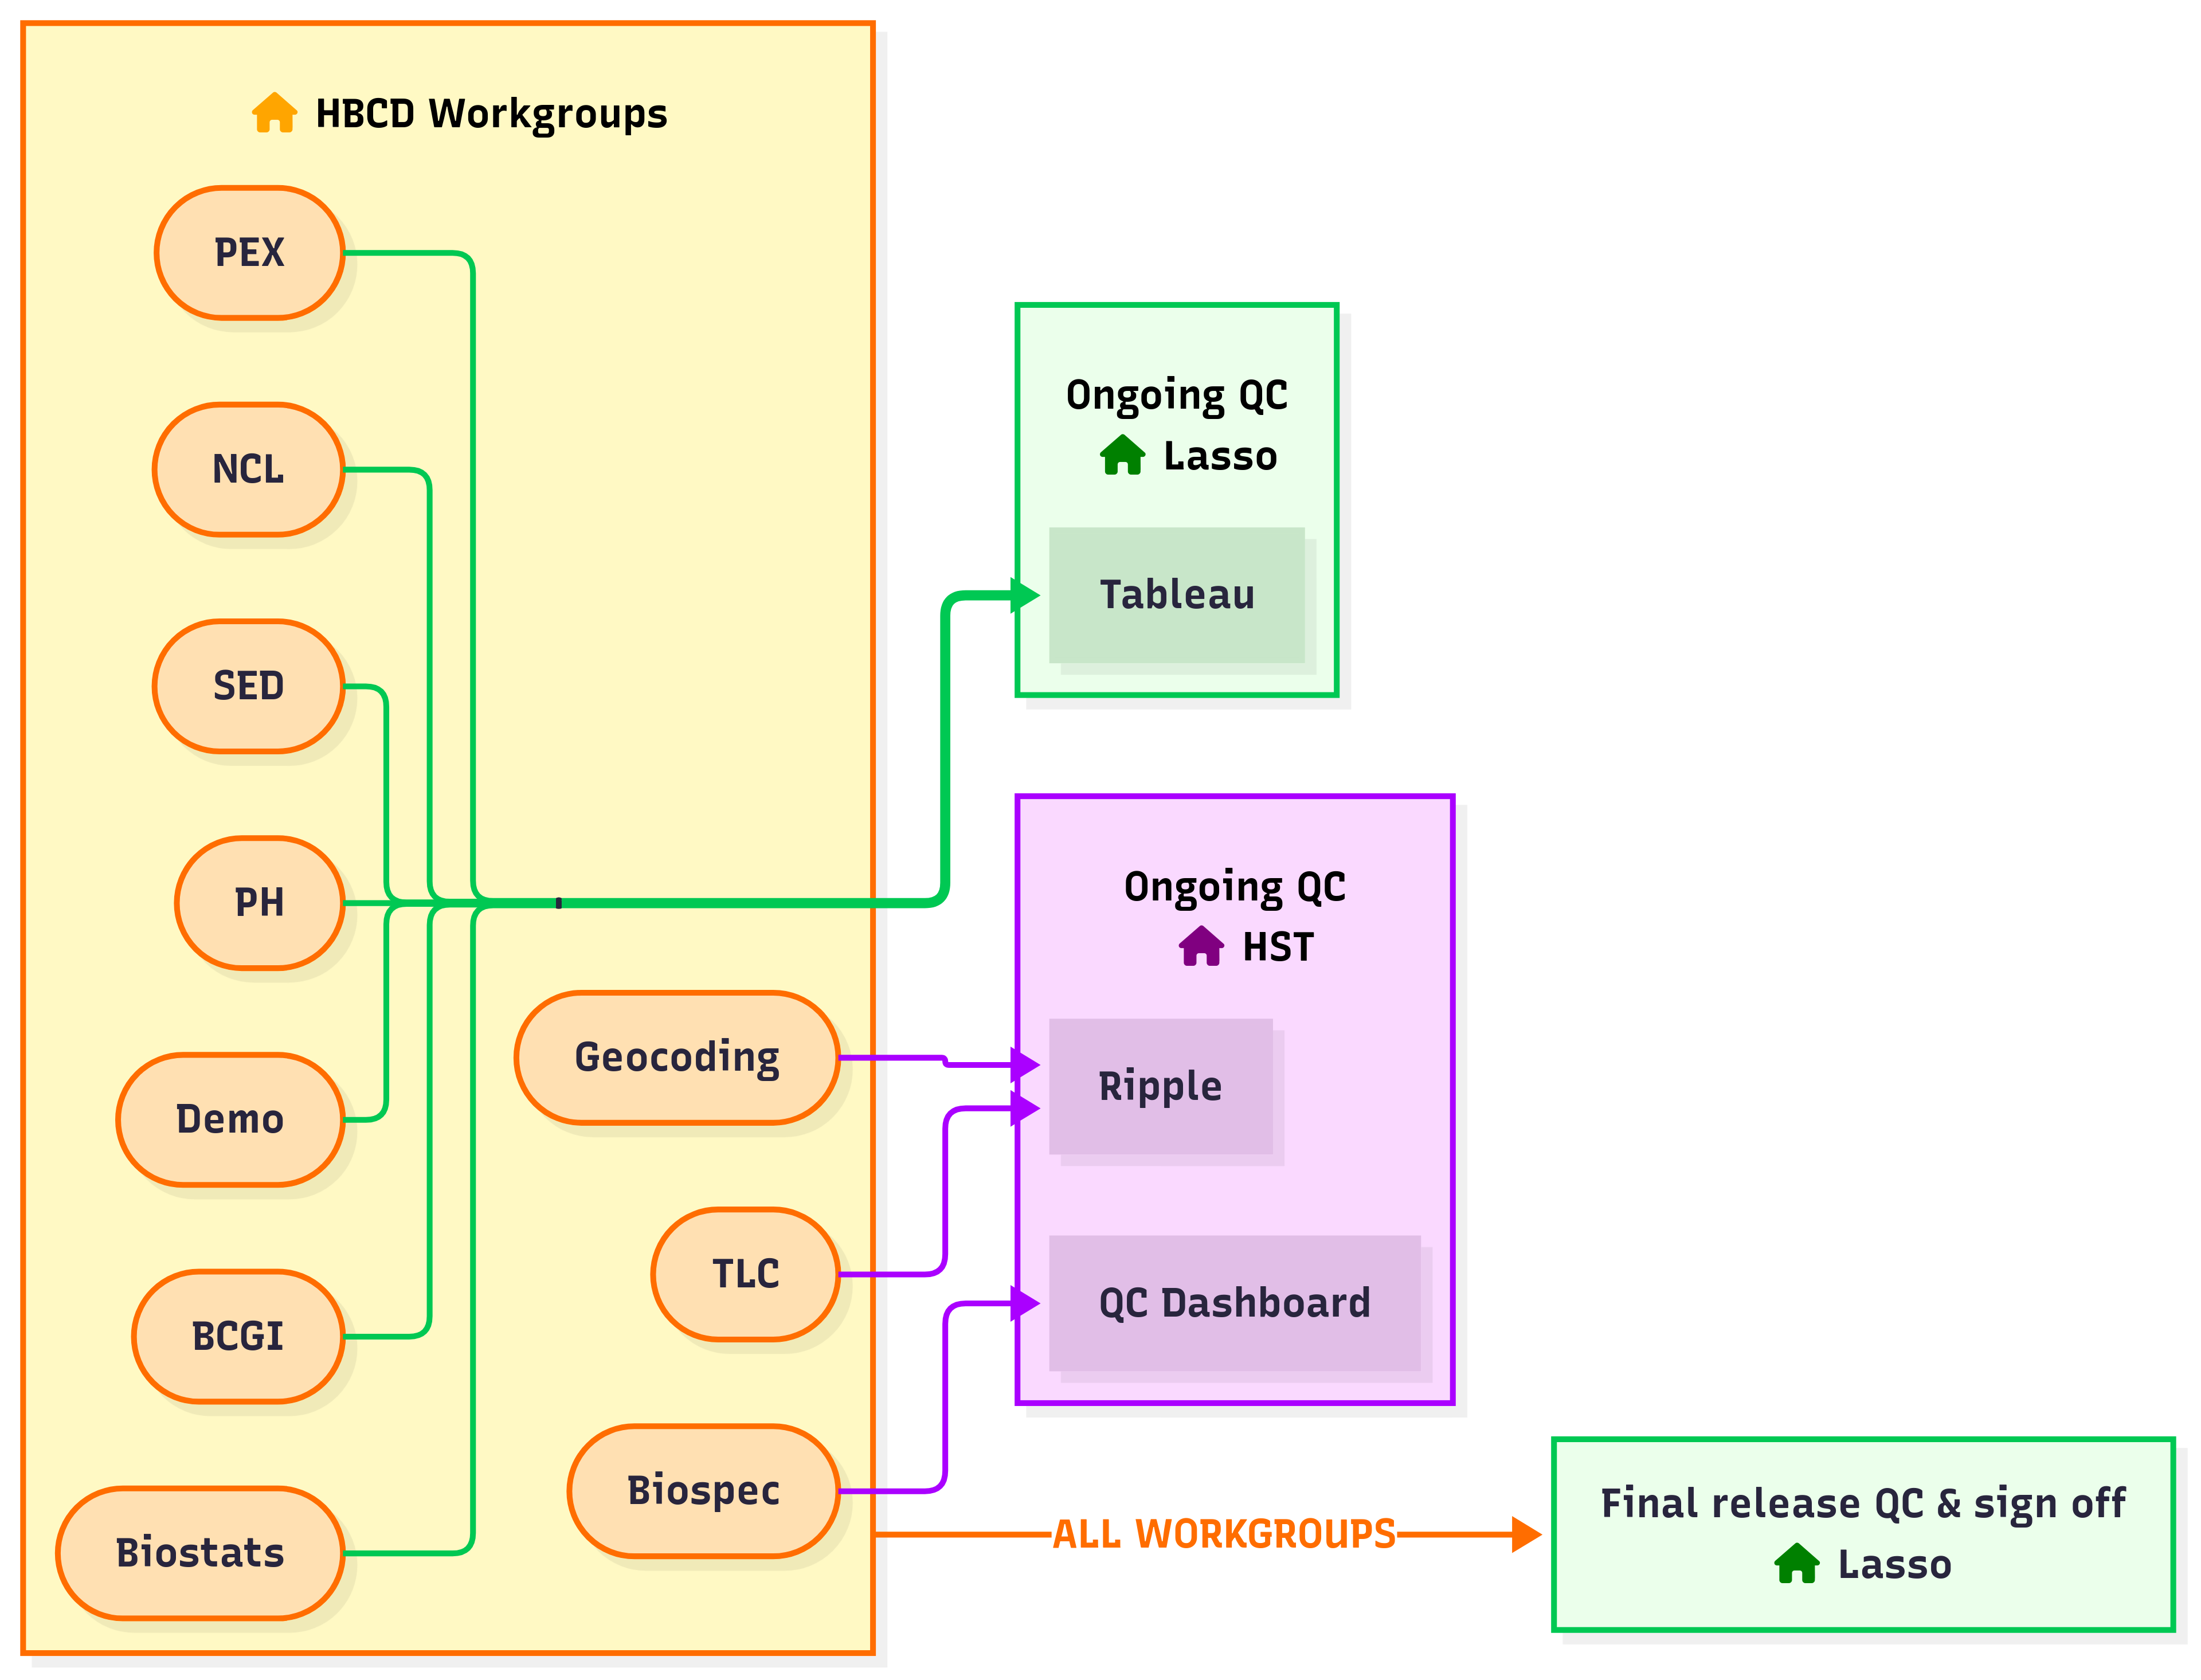 HBCD Workgroups
PEX
NCL
SED
PH
Demo
BCGI
Biostats
Geocoding
TLC
Biospec
Ongoing QC
Lasso
Tableau
Ongoing QC
HST
Ripple
QC Dashboard
ALL WORKGROUPS
Final release QC & sign off
Lasso